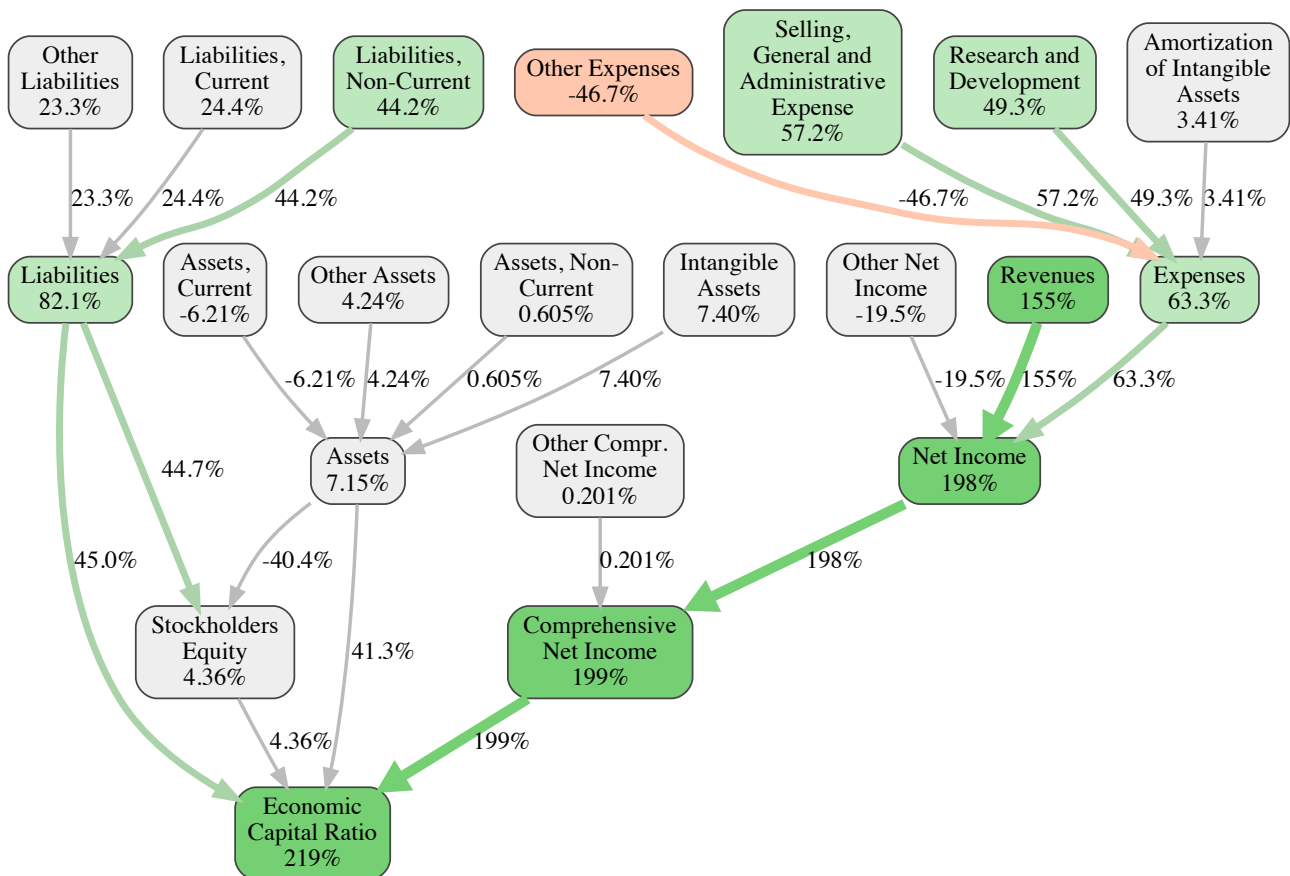 Other
Liabilities
23.3%
Liabilities,
Current
24.4%
Liabilities,
Non-Current
44.2%
Other Expenses
-46.7%
Selling,
General and
Administrative
Expense
57.2%
Research and
Development
49.3%
Amortization
of Intangible
Assets
3.41%
23.3%
24.4%
44.2%
-46.7%
57.2%
49.3%
3.41%
Liabilities
82.1%
Assets,
Current
-6.21%
Other Assets
4.24%
Assets, Non-
Current
0.605%
Intangible
Assets
7.40%
Other Net
Income
-19.5%
Revenues
155%
Expenses
63.3%
-6.21%
4.24%
0.605%
7.40%
-19.5%
155%
63.3%
44.7%
Assets
7.15%
Other Compr.
Net Income
0.201%
Net Income
198%
45.0%
-40.4%
0.201%
198%
Stockholders
Equity
4.36%
41.3%
Comprehensive
Net Income
199%
4.36%
199%
Economic
Capital Ratio
219%